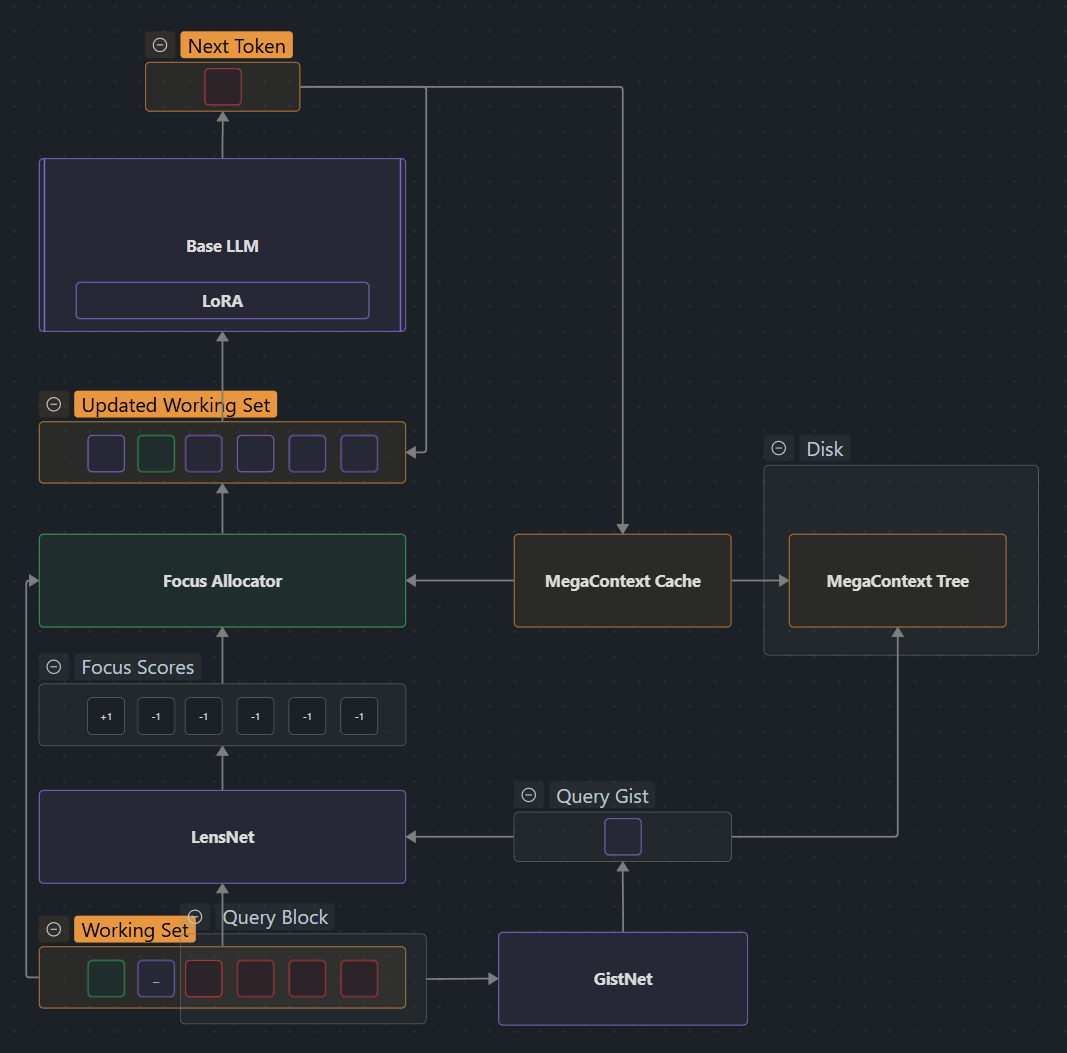 Next Token
Base LLM
LoRA
Updated Working Set
Disk
Focus Allocator
MegaContext Cache
MegaContext Tree
Focus Scores
+1 -1 -1 -1 -1 -1
Query Gist
LensNet
Query Block
Working Set
...
GistNet